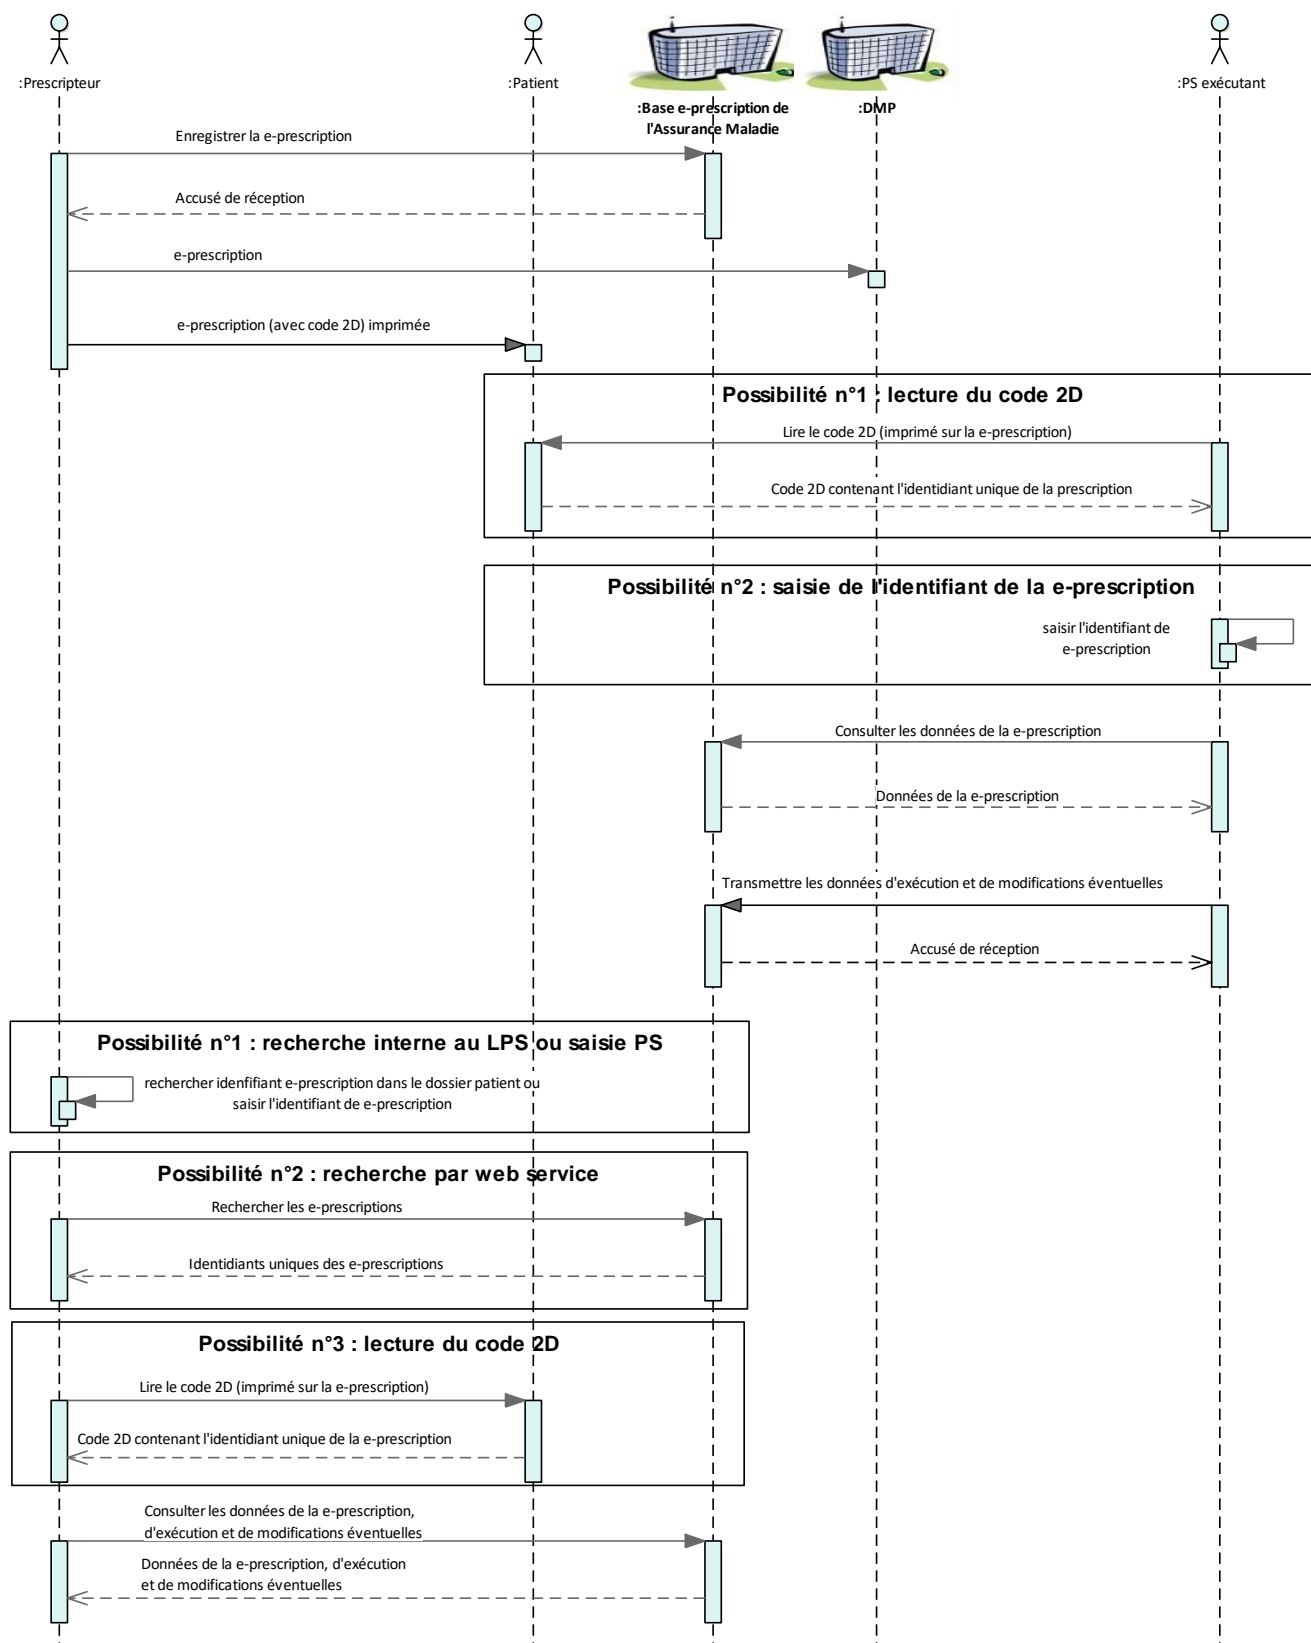 :Prescripteur
:Patient
:Base e-prescription de
l'Assurance Maladie
:DMP
:PS exécutant
Enregistrer la e-prescription
Accusé de réception
e-prescription
e-prescription (avec code 2D) imprimée
Possibilité n°1 : lecture du code 2D
Lire le code 2D (imprimé sur la e-prescription)
Code 2D contenant l'identidiant unique de la prescription
Possibilité n°2 : saisie de l'identifiant de la e-prescription
saisir l'identifiant de
e-prescription
Consulter les données de la e-prescription
Données de la e-prescription
Transmettre les données d'exécution et de modifications éventuelles
Accusé de réception
Possibilité n°1 : recherche interne au LPS ou saisie PS
rechercher idenfifiant e-prescription dans le dossier patient ou
saisir l'identifiant de e-prescription
Possibilité n°2 : recherche par web service
Rechercher les e-prescriptions
Identidiants uniques des e-prescriptions
Possibilité n°3 : lecture du code 2D
Lire le code 2D (imprimé sur la e-prescription)
Code 2D contenant l'identidiant unique de la e-prescription
Consulter les données de la e-prescription,
d'exécution et de modifications éventuelles
Données de la e-prescription, d'exécution
et de modifications éventuelles